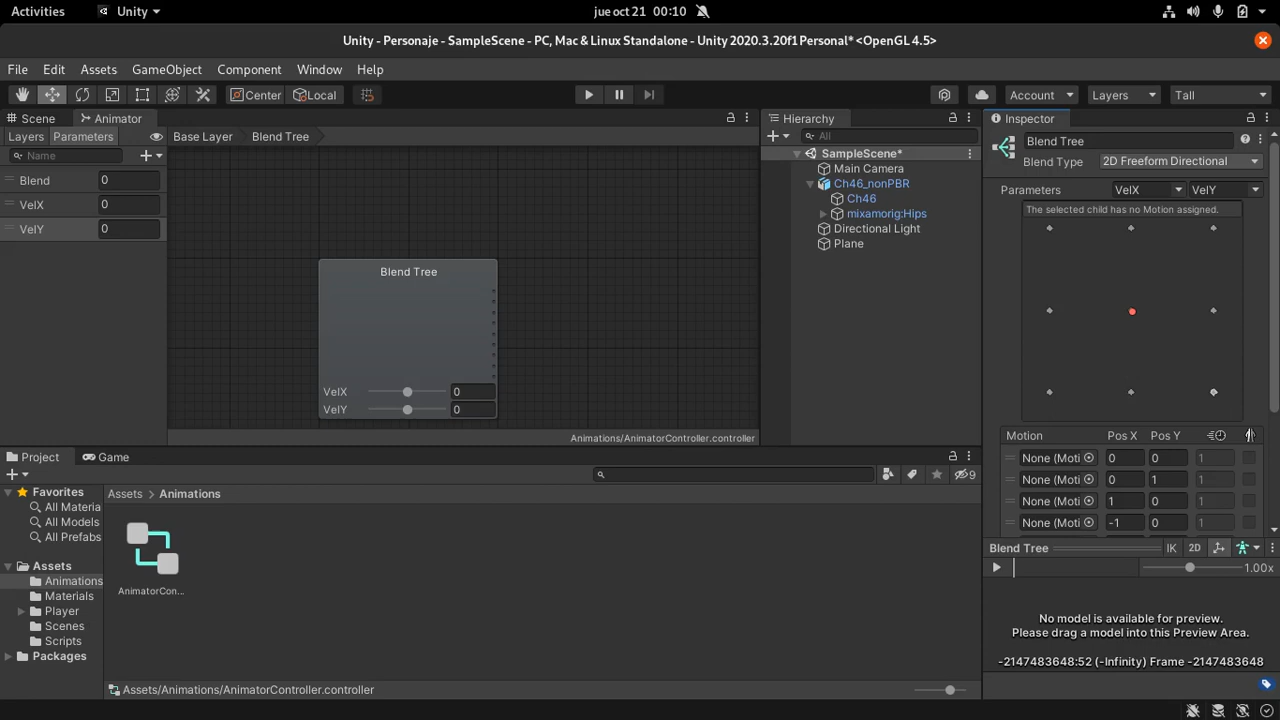 Activities Unity jue oct 21 00:10
Unity - Personaje - SampleScene - PC, Mac & Linux Standalone - Unity 2020.3.20f1 Personal* <OpenGL 4.5>
File Edit Assets GameObject Component Window Help
Center Local Account Layers Tall
Scene Animator
Layers Parameters Base Layer Blend Tree
Name
Blend 0
VelX 0
VelY 0
Blend Tree
VelX 0
VelY 0
Animations/AnimatorController.controller
Hierarchy
All
SampleScene*
Main Camera
Ch46_nonPBR
Ch46
mixamorig:Hips
Directional Light
Plane
Inspector
Blend Tree
Blend Type 2D Freeform Directional
Parameters VelX VelY
The selected child has no Motion assigned.
Motion Pos X Pos Y
None (Moti 0 0 1
None (Moti 0 1 1
None (Moti 1 0 1
None (Moti -1 0 1
Blend Tree IK 2D
1.00x
No model is available for preview.
Please drag a model into this Preview Area.
-2147483648:52 (-Infinity) Frame -2147483648
Project Game
9
Favorites
All Materia
All Models
All Prefabs
Assets
Animations
Materials
Player
Scenes
Scripts
Packages
Assets > Animations
AnimatorCon...
Assets/Animations/AnimatorController.controller